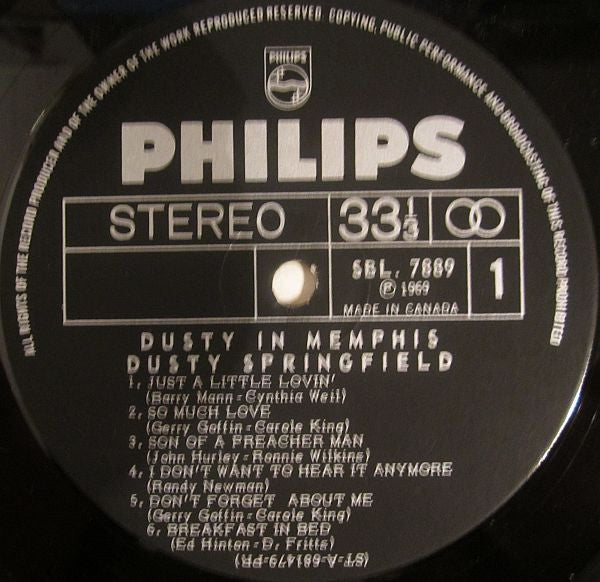 ALL RIGHTS OF THE RECORD PRODUCER AND OF THE OWNER OF THE WORK REPRODUCED RESERVED. COPYING, PUBLIC PERFORMANCE AND BROADCASTING OF THIS RECORD PROHIBITED
PHILIPS
PHILIPS
STEREO 33 1/3
SBL. 7889
℗ 1969
1
MADE IN CANADA
DUSTY IN MEMPHIS
DUSTY SPRINGFIELD
1. JUST A LITTLE LOVIN'
(Barry Mann-Cynthia Weil)
2. SO MUCH LOVE
(Gerry Goffin-Carole King)
3. SON OF A PREACHER MAN
(John Hurley-Ronnie Wilkins)
4. I DON'T WANT TO HEAR IT ANYMORE
(Randy Newman)
5. DON'T FORGET ABOUT ME
(Gerry Goffin-Carole King)
6. BREAKFAST IN BED
(Ed Hinton-D. Fritts)